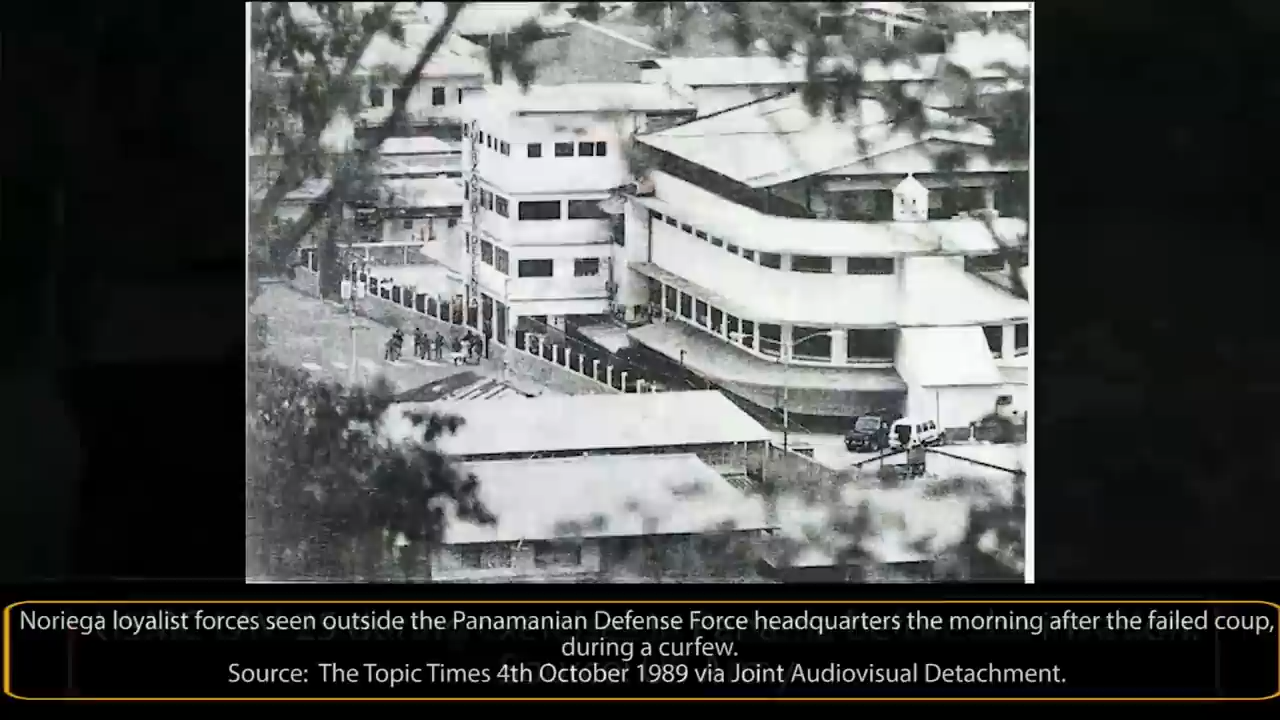 Noriega loyalist forces seen outside the Panamanian Defense Force headquarters the morning after the failed coup,
during a curfew.
Source: The Topic Times 4th October 1989 via Joint Audiovisual Detachment.